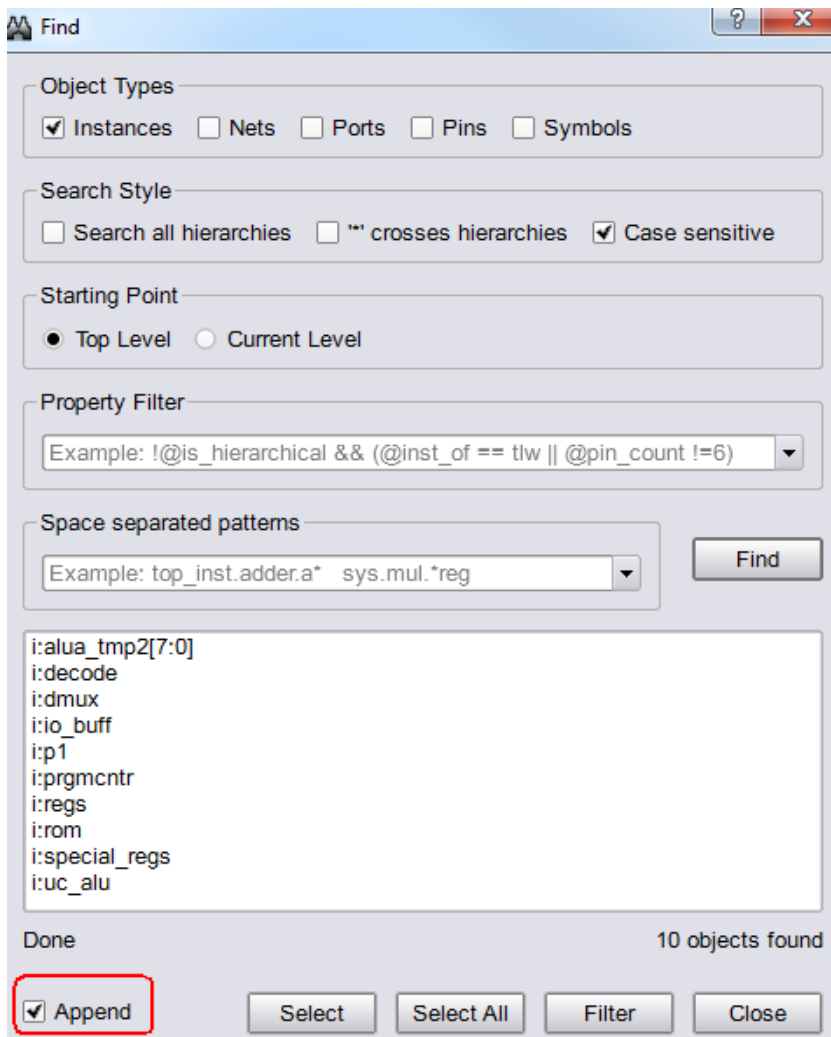 Find
?
X
Object Types
Instances Nets Ports Pins Symbols
Search Style
Search all hierarchies '*' crosses hierarchies Case sensitive
Starting Point
Top Level Current Level
Property Filter
Example: !@is_hierarchical && (@inst_of == tlw || @pin_count !=6)
Space separated patterns
Example: top_inst.adder.a* sys.mul.*reg
Find
i:alua_tmp2[7:0]
i:decode
i:dmux
i:io_buff
i:p1
i:prgmcntr
i:regs
i:rom
i:special_regs
i:uc_alu
Done 10 objects found
Append Select Select All Filter Close